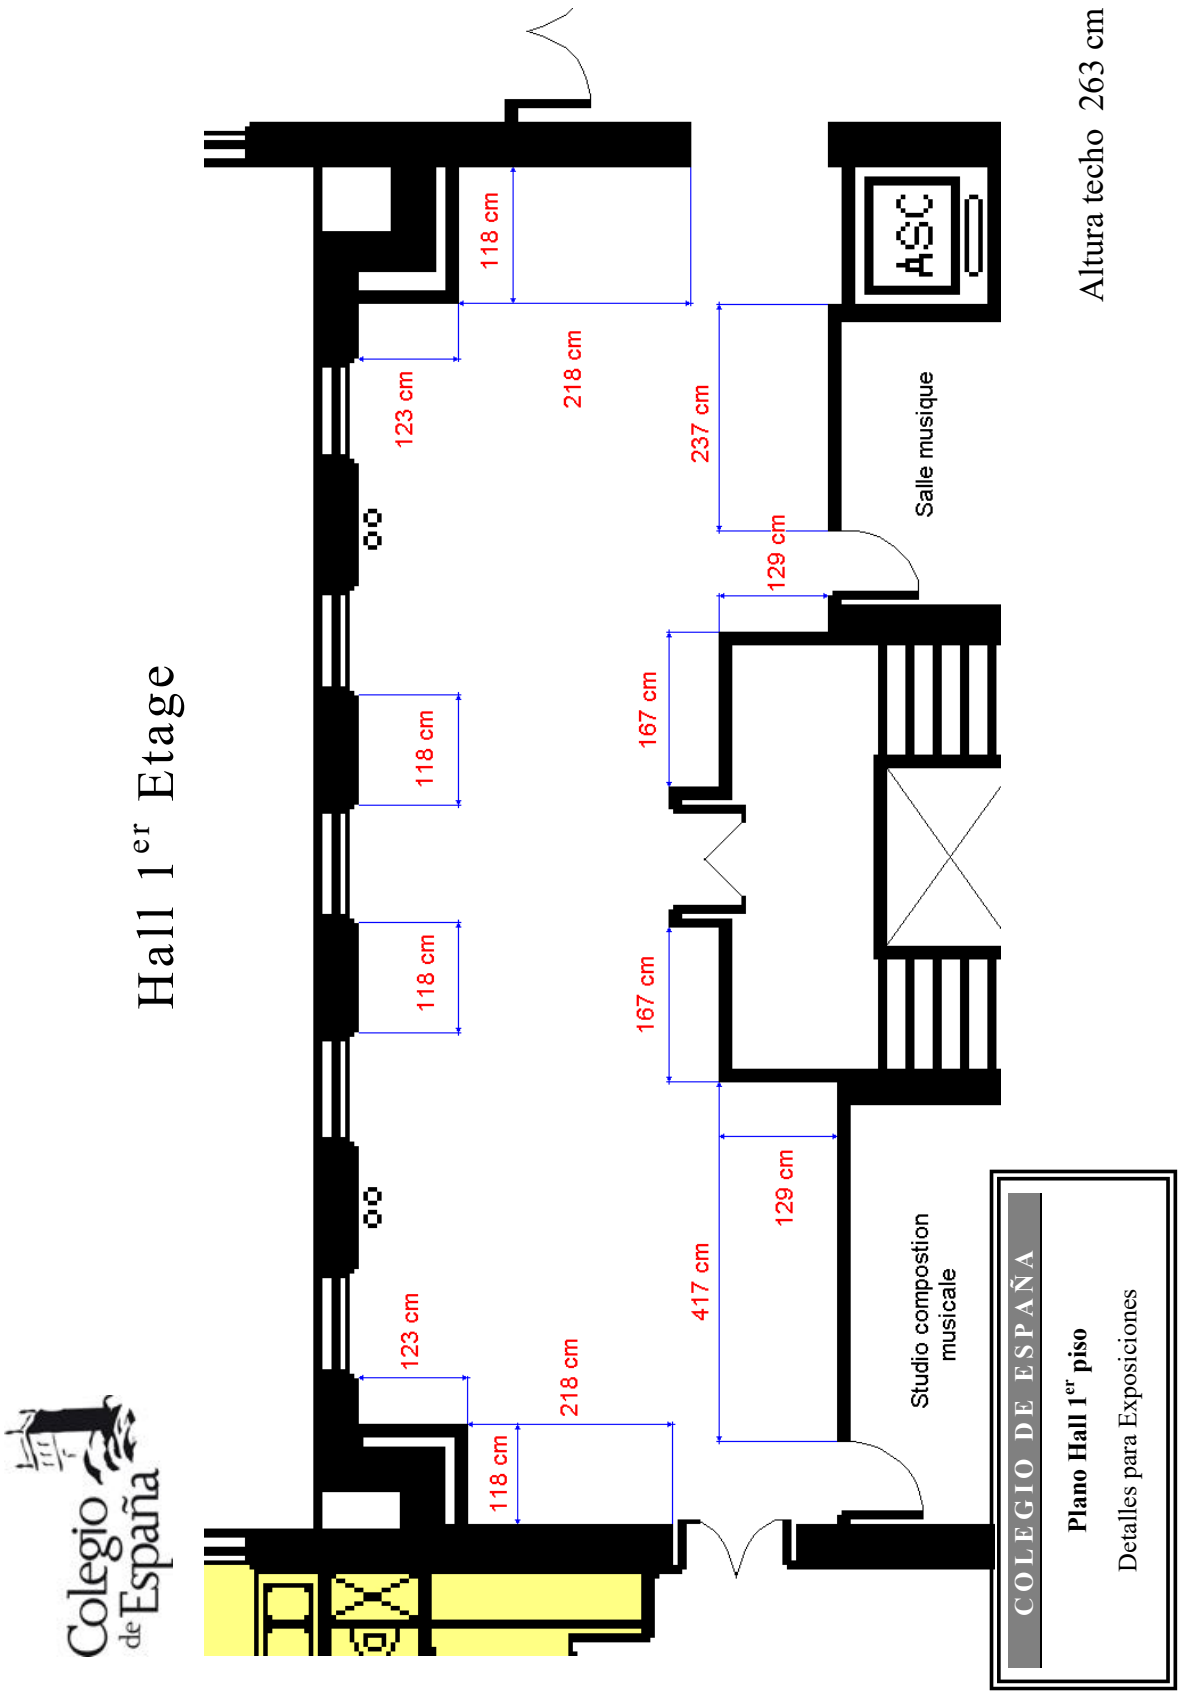 Colegio
de España
Hall 1er Etage
123 cm
118 cm
118 cm
123 cm
118 cm
218 cm
218 cm
118 cm
167 cm
167 cm
417 cm
129 cm
129 cm
237 cm
Studio compostion
musicale
Salle musique
ASC
COLEGIO DE ESPAÑA
Plano Hall 1er piso
Detalles para Exposiciones
Altura techo 263 cm